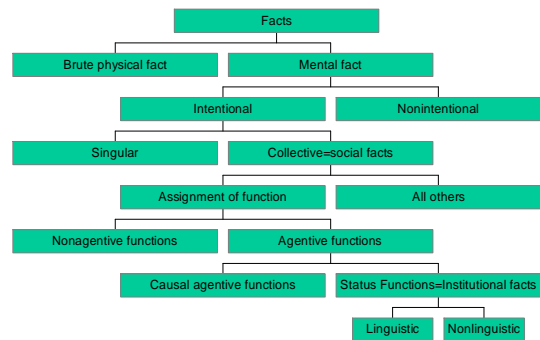 Facts
Brute physical fact
Mental fact
Intentional
Nonintentional
Singular
Collective=social facts
Assignment of function
All others
Nonagentive functions
Agentive functions
Causal agentive functions
Status Functions=Institutional facts
Linguistic
Nonlinguistic